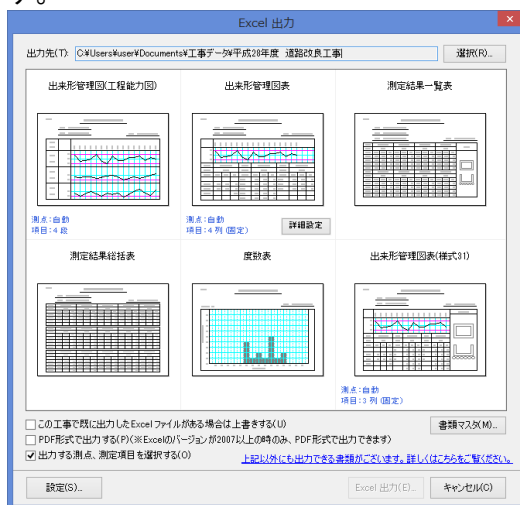 す。
Excel 出力
出力先(T): C:¥Users¥user¥Documents¥工事データ¥平成28年度 道路改良工事
選択(R)...
出来形管理図(工程能力図)
出来形管理図表
測定結果一覧表
測点:自動
項目:4 段
測点:自動
項目:4 列 (固定)
詳細設定
測定結果総括表
度数表
出来形管理図表(様式31)
測点:自動
項目:3 列 (固定)
この工事で既に出力したExcelファイルがある場合は上書きする(U)
書類マスタ(M)...
PDF形式で出力する(P)(※Excelのバージョンが2007以上の時のみ、PDF形式で出力できます)
出力する測点、測定項目を選択する(O)
上記以外にも出力できる書類がございます。詳しくはこちらをご覧ください。
設定(S)...
Excel 出力(E)...
キャンセル(C)